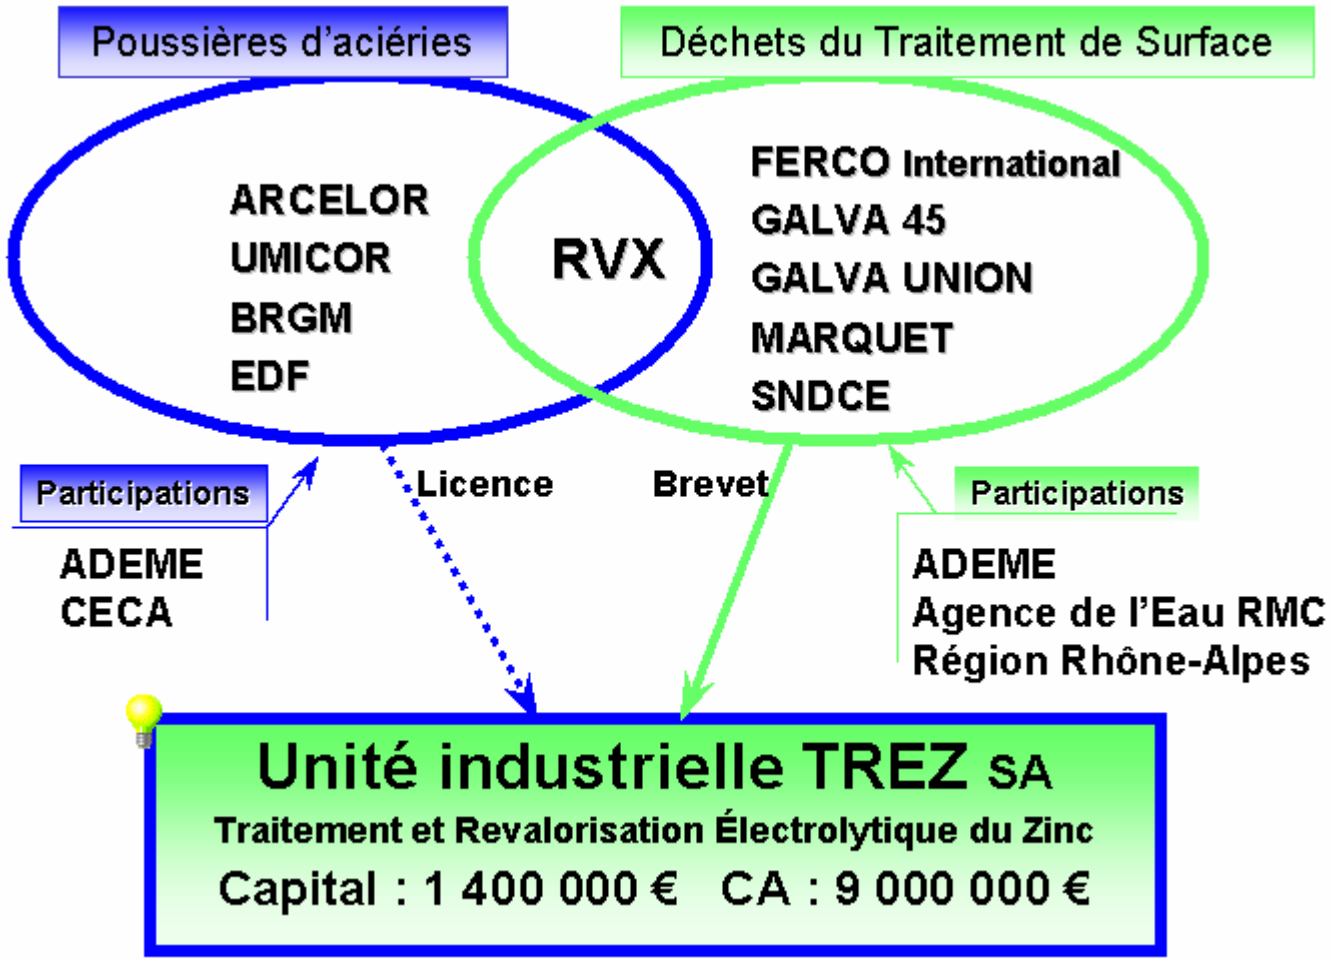 Poussières d’aciéries
Déchets du Traitement de Surface
ARCELOR
UMICOR
BRGM
EDF
RVX
FERCO International
GALVA 45
GALVA UNION
MARQUET
SNDCE
Participations
ADEME
CECA
Licence
Brevet
Participations
ADEME
Agence de l’Eau RMC
Région Rhône-Alpes
Unité industrielle TREZ SA
Traitement et Revalorisation Électrolytique du Zinc
Capital : 1 400 000 € CA : 9 000 000 €